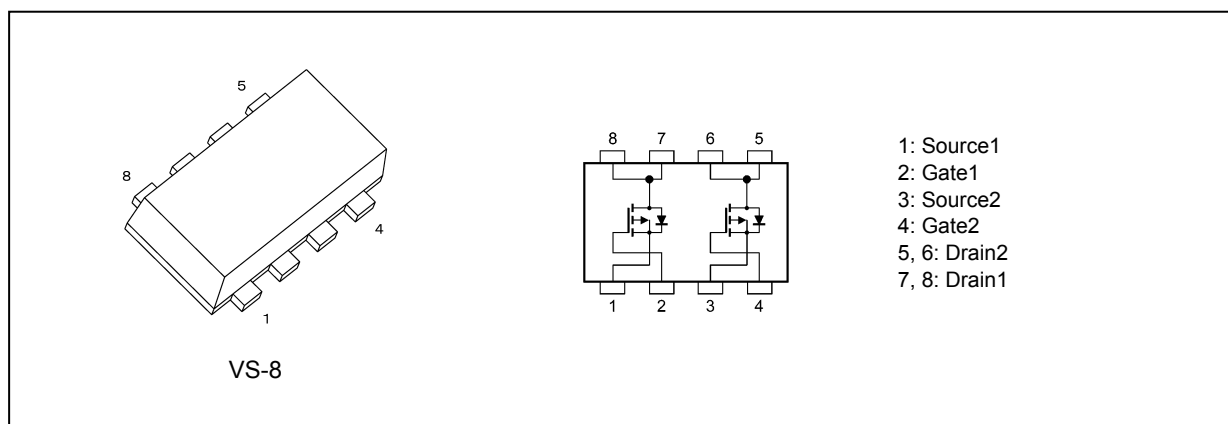 5
8
4
1
VS-8
8 7 6 5
1 2 3 4
1: Source1
2: Gate1
3: Source2
4: Gate2
5, 6: Drain2
7, 8: Drain1